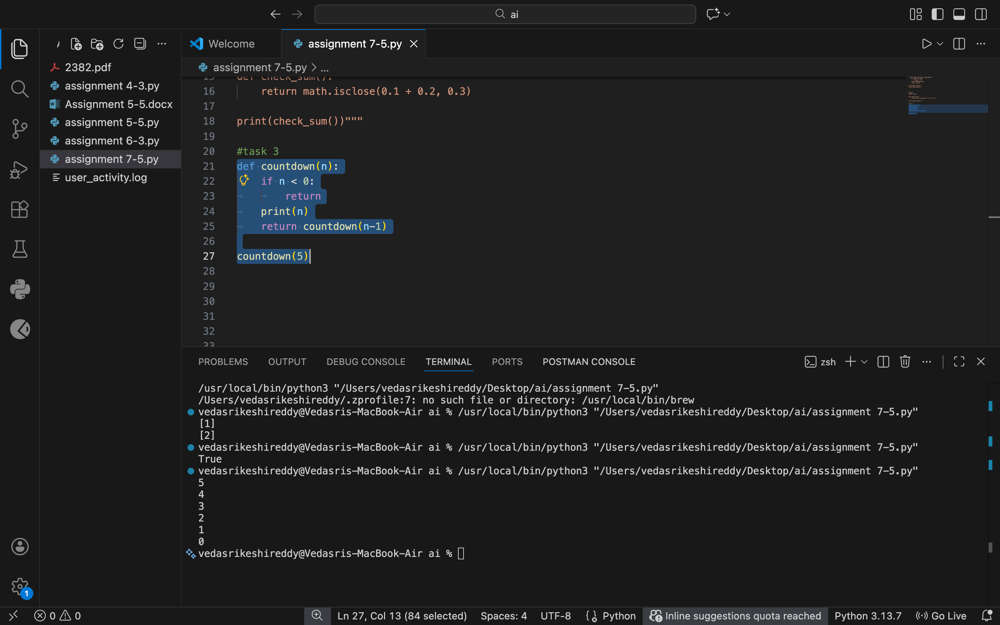 ai
2382.pdf
assignment 4-3.py
Assignment 5-5.docx
assignment 5-5.py
assignment 6-3.py
assignment 7-5.py
user_activity.log
Welcome
assignment 7-5.py
assignment 7-5.py > ...
15 def check_sum():
16 return math.isclose(0.1 + 0.2, 0.3)
17
18 print(check_sum())"""
19
20 #task 3
21 def countdown(n):
22 if n < 0:
23 return
24 print(n)
25 return countdown(n-1)
26
27 countdown(5)
28
29
30
31
32
33
PROBLEMS OUTPUT DEBUG CONSOLE TERMINAL PORTS POSTMAN CONSOLE
zsh
/usr/local/bin/python3 "/Users/vedasrikeshireddy/Desktop/ai/assignment 7-5.py"
/Users/vedasrikeshireddy/.zprofile:7: no such file or directory: /usr/local/bin/brew
vedasrikeshireddy@Vedasris-MacBook-Air ai % /usr/local/bin/python3 "/Users/vedasrikeshireddy/Desktop/ai/assignment 7-5.py"
[1]
[2]
vedasrikeshireddy@Vedasris-MacBook-Air ai % /usr/local/bin/python3 "/Users/vedasrikeshireddy/Desktop/ai/assignment 7-5.py"
True
vedasrikeshireddy@Vedasris-MacBook-Air ai % /usr/local/bin/python3 "/Users/vedasrikeshireddy/Desktop/ai/assignment 7-5.py"
5
4
3
2
1
0
vedasrikeshireddy@Vedasris-MacBook-Air ai %
1
0 0
Ln 27, Col 13 (84 selected) Spaces: 4 UTF-8 Python Inline suggestions quota reached Python 3.13.7 Go Live